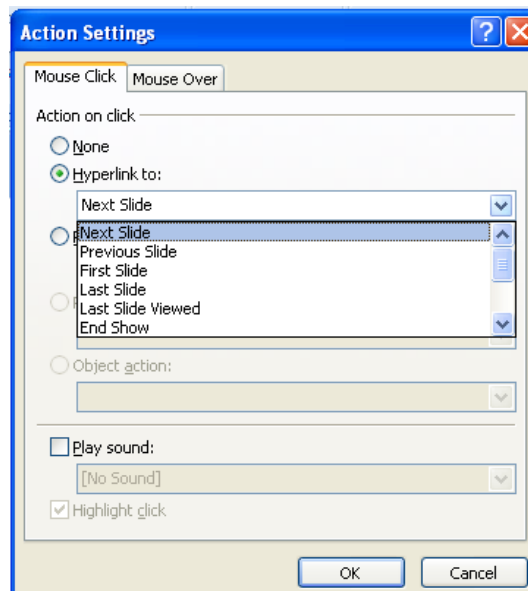 Action Settings
Mouse Click Mouse Over
Action on click
None
Hyperlink to:
Next Slide
Next Slide
Previous Slide
First Slide
Last Slide
Last Slide Viewed
End Show
Object action:
Play sound:
[No Sound]
Highlight click
OK Cancel